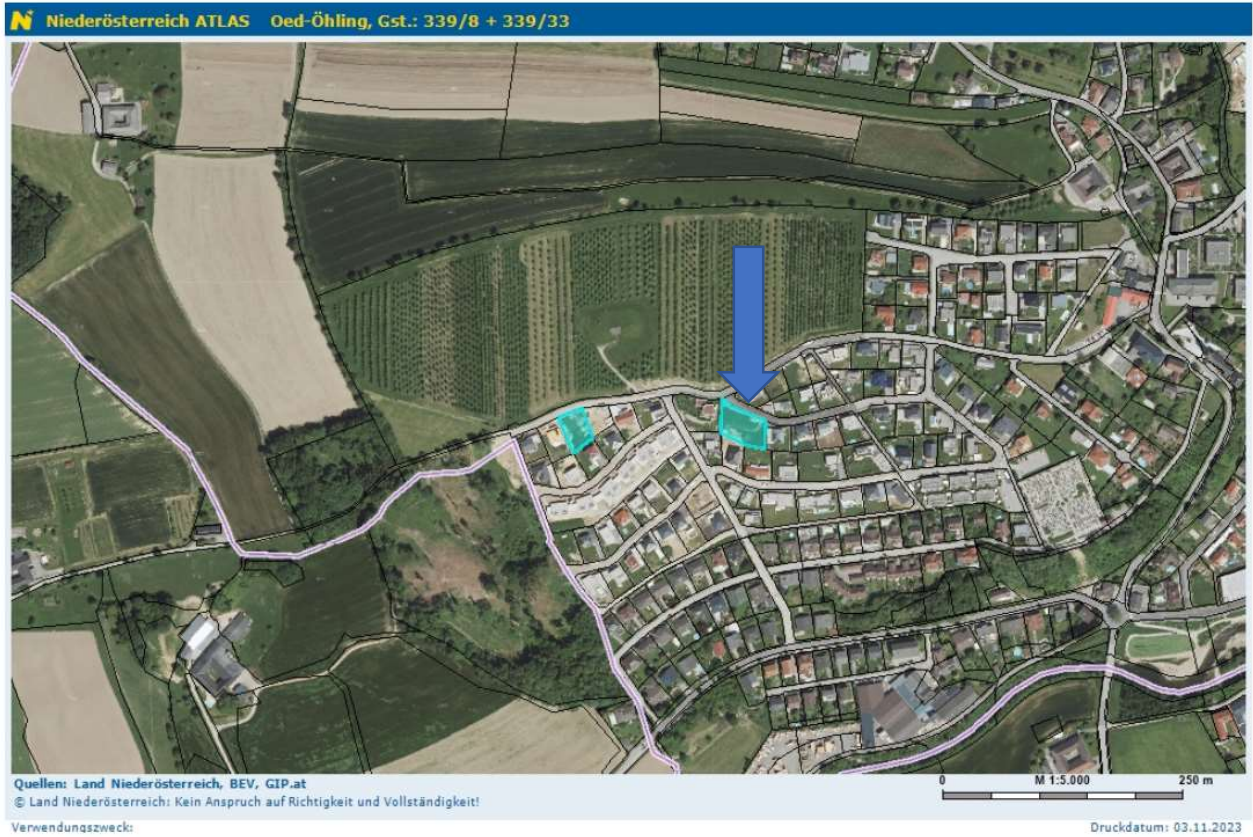 N Niederösterreich ATLAS Oed-Öhling, Gst.: 339/8 + 339/33
Quellen: Land Niederösterreich, BEV, GIP.at
© Land Niederösterreich: Kein Anspruch auf Richtigkeit und Vollständigkeit!
0 M 1:5.000 250 m
Verwendungszweck:
Druckdatum: 03.11.2023